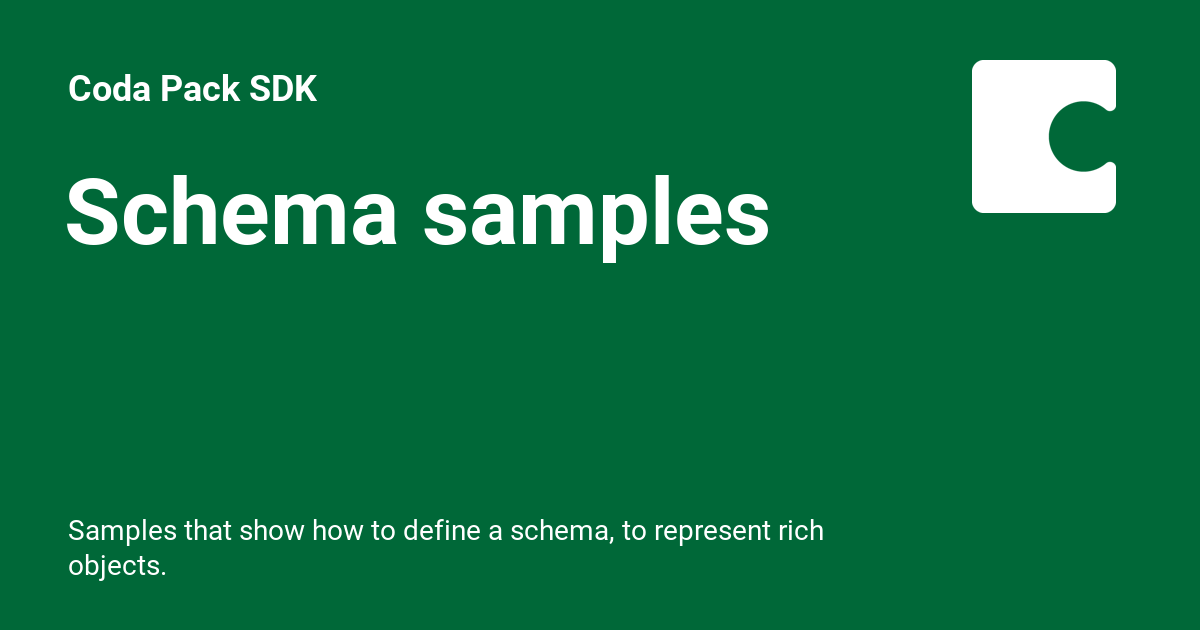 Coda Pack SDK
Schema samples
Samples that show how to define a schema, to represent rich
objects.